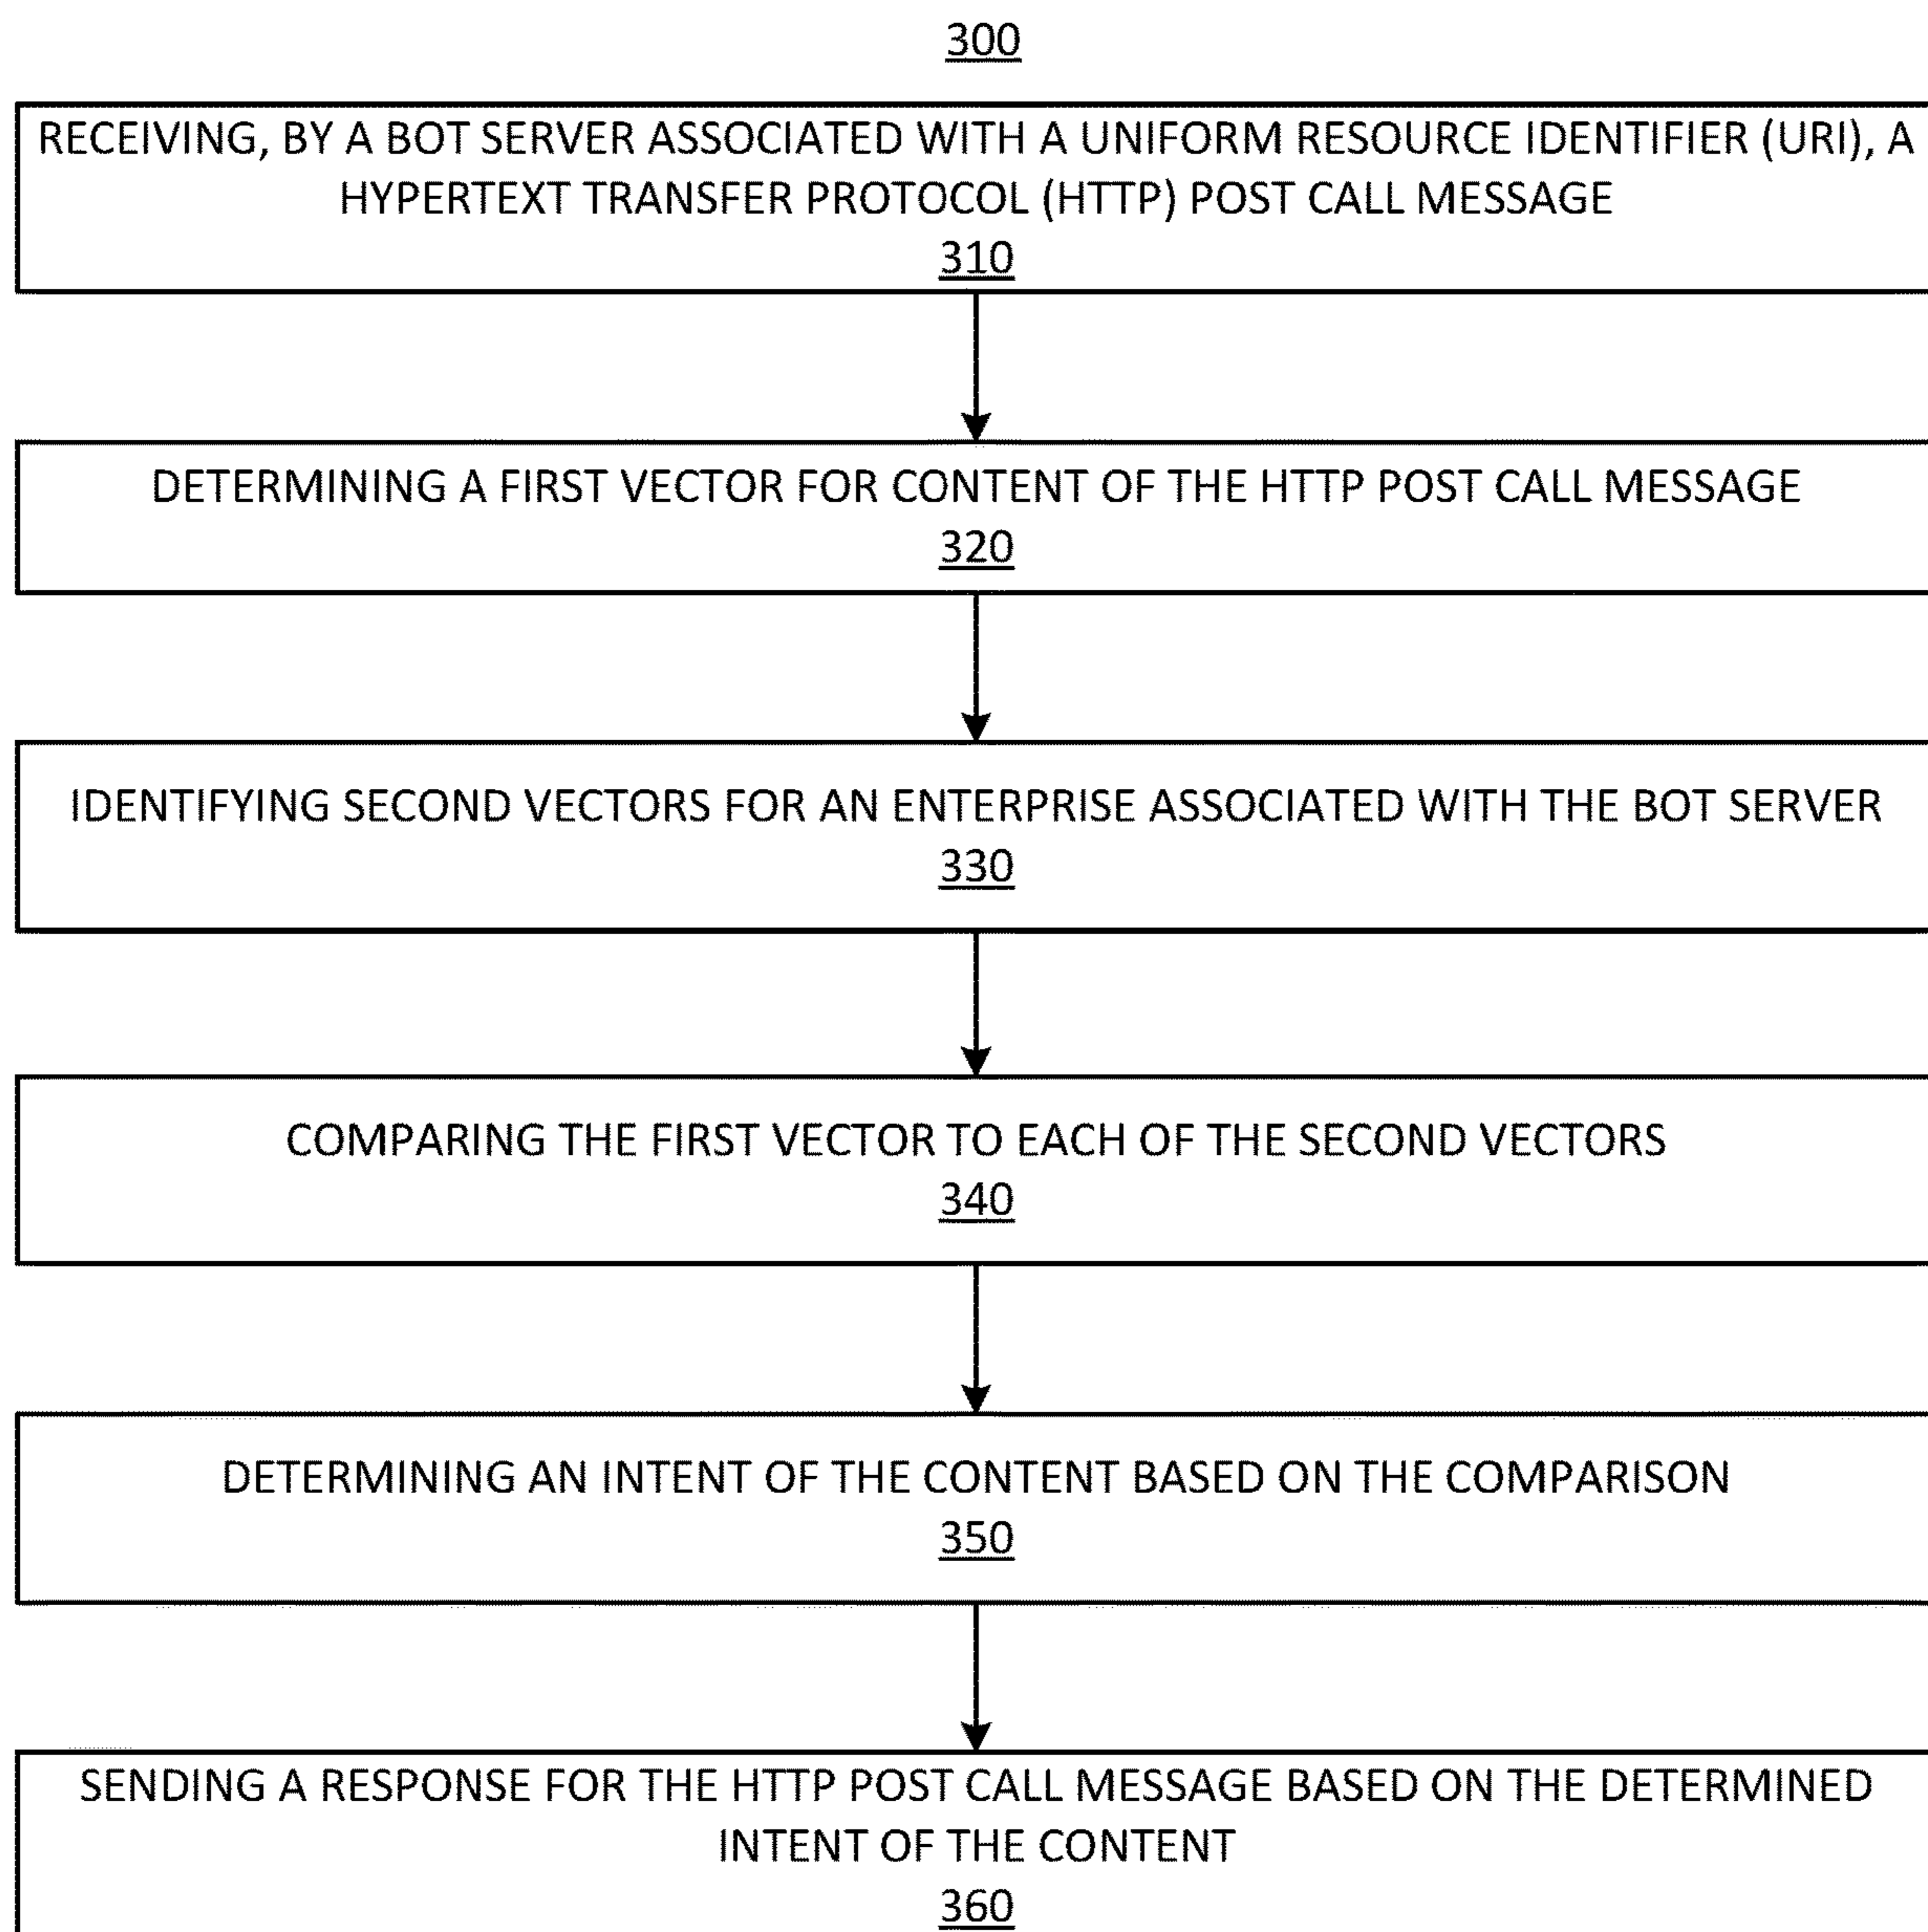 300
RECEIVING, BY A BOT SERVER ASSOCIATED WITH A UNIFORM RESOURCE IDENTIFIER (URI), A
HYPERTEXT TRANSFER PROTOCOL (HTTP) POST CALL MESSAGE
310
DETERMINING A FIRST VECTOR FOR CONTENT OF THE HTTP POST CALL MESSAGE
320
IDENTIFYING SECOND VECTORS FOR AN ENTERPRISE ASSOCIATED WITH THE BOT SERVER
330
COMPARING THE FIRST VECTOR TO EACH OF THE SECOND VECTORS
340
DETERMINING AN INTENT OF THE CONTENT BASED ON THE COMPARISON
350
SENDING A RESPONSE FOR THE HTTP POST CALL MESSAGE BASED ON THE DETERMINED
INTENT OF THE CONTENT
360